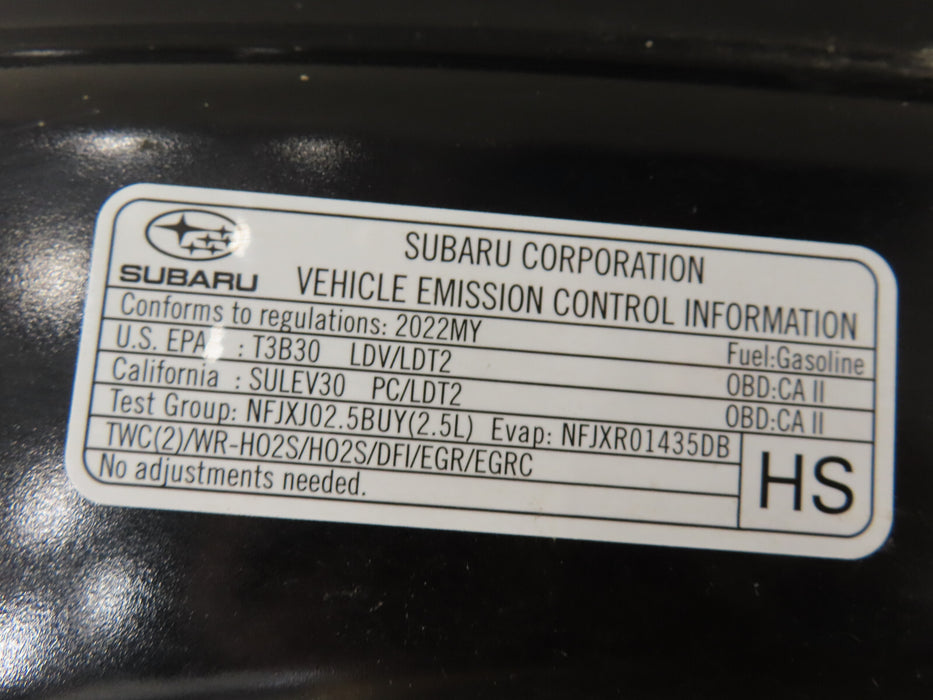 SUBARU
SUBARU CORPORATION
VEHICLE EMISSION CONTROL INFORMATION
Conforms to regulations: 2022MY Fuel:Gasoline
U.S. EPA : T3B30 LDV/LDT2 OBD:CA II
California : SULEV30 PC/LDT2 OBD:CA II
Test Group: NFJXJ02.5BUY(2.5L) Evap: NFJXR01435DB
TWC(2)/WR-HO2S/HO2S/DFI/EGR/EGRC
No adjustments needed.
HS